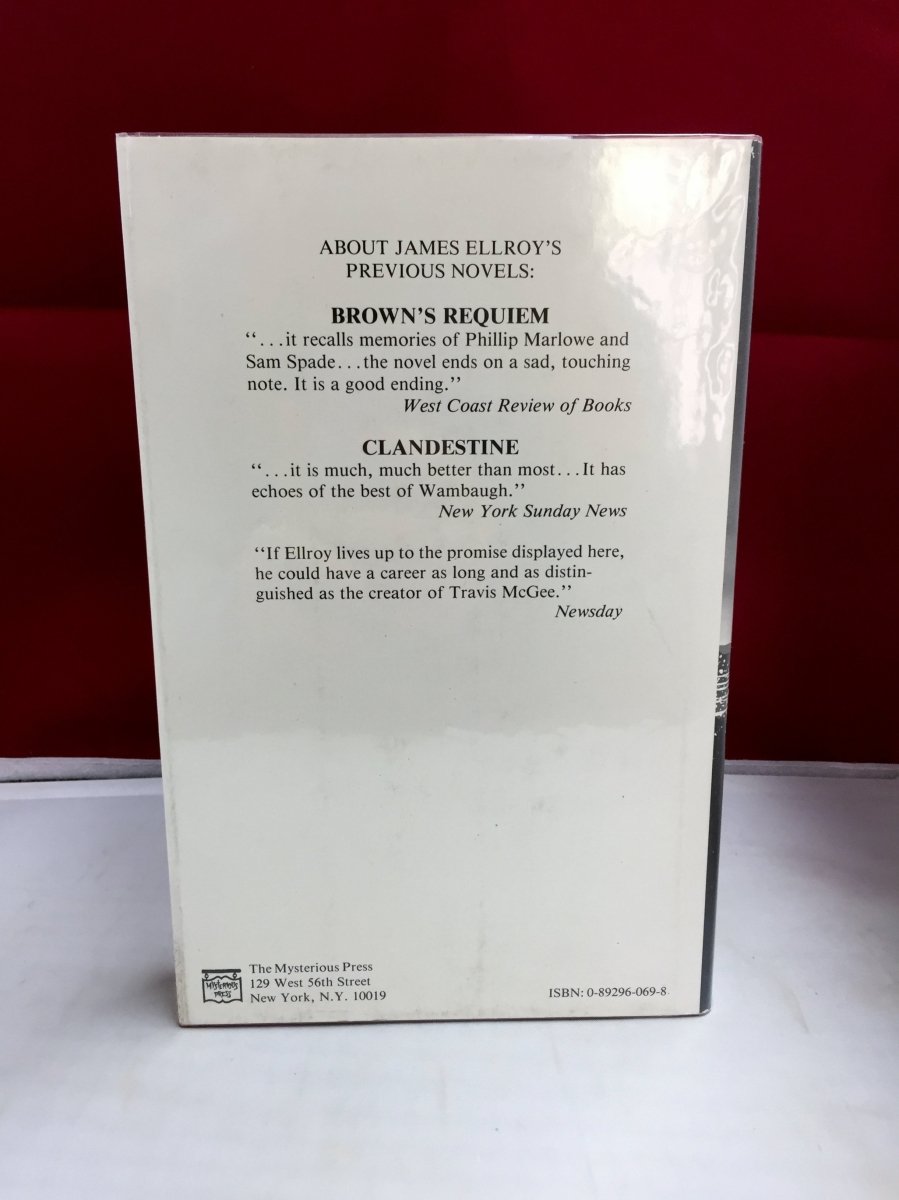 ABOUT JAMES ELLROY'S
PREVIOUS NOVELS:
BROWN'S REQUIEM
“...it recalls memories of Phillip Marlowe and
Sam Spade...the novel ends on a sad, touching
note. It is a good ending.”
West Coast Review of Books
CLANDESTINE
“...it is much, much better than most...It has
echoes of the best of Wambaugh.”
New York Sunday News
“If Ellroy lives up to the promise displayed here,
he could have a career as long and as distin-
guished as the creator of Travis McGee.”
Newsday
MYSTERIOUS
PRESS
The Mysterious Press
129 West 56th Street
New York, N.Y. 10019
ISBN: 0-89296-069-8